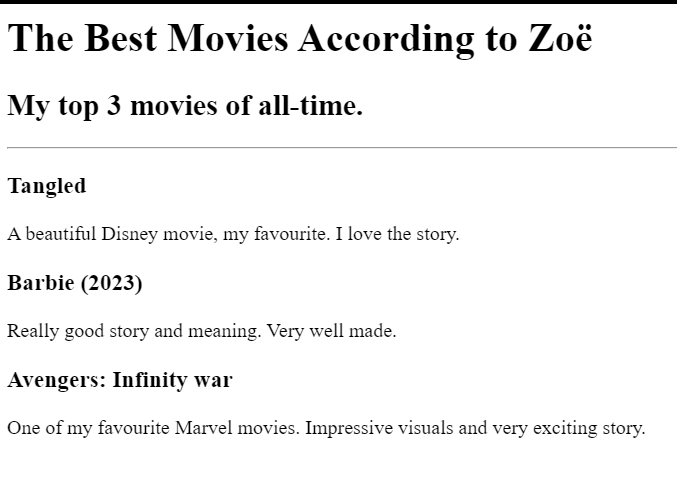 The Best Movies According to Zoë
My top 3 movies of all-time.
Tangled
A beautiful Disney movie, my favourite. I love the story.
Barbie (2023)
Really good story and meaning. Very well made.
Avengers: Infinity war
One of my favourite Marvel movies. Impressive visuals and very exciting story.